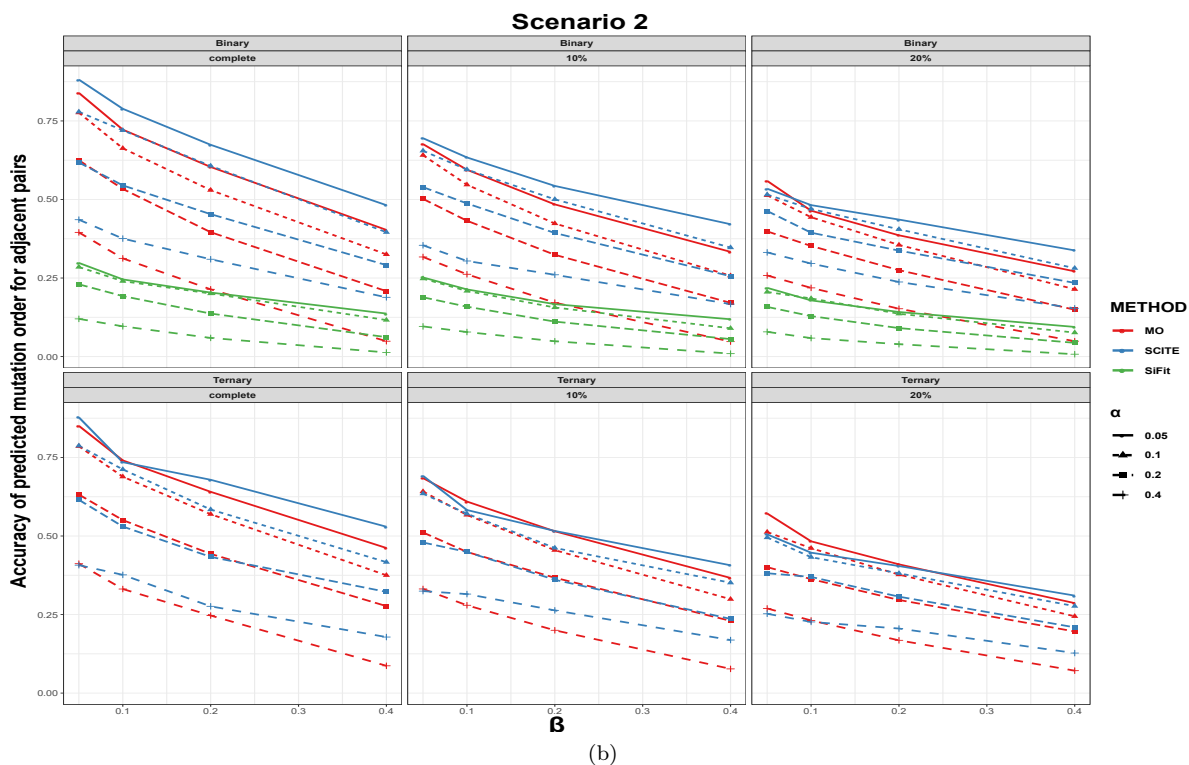 Scenario 2
Binary
Binary
Binary
complete
10%
20%
0.75
0.50
0.25
0.00
Ternary
Ternary
Ternary
complete
10%
20%
0.75
0.50
0.25
0.00
0.1
0.2
0.3
0.4
0.1
0.2
0.3
0.4
0.1
0.2
0.3
0.4
Accuracy of predicted mutation order for adjacent pairs
ß
METHOD
MO
SCITE
SiFit
α
0.05
0.1
0.2
0.4
(b)